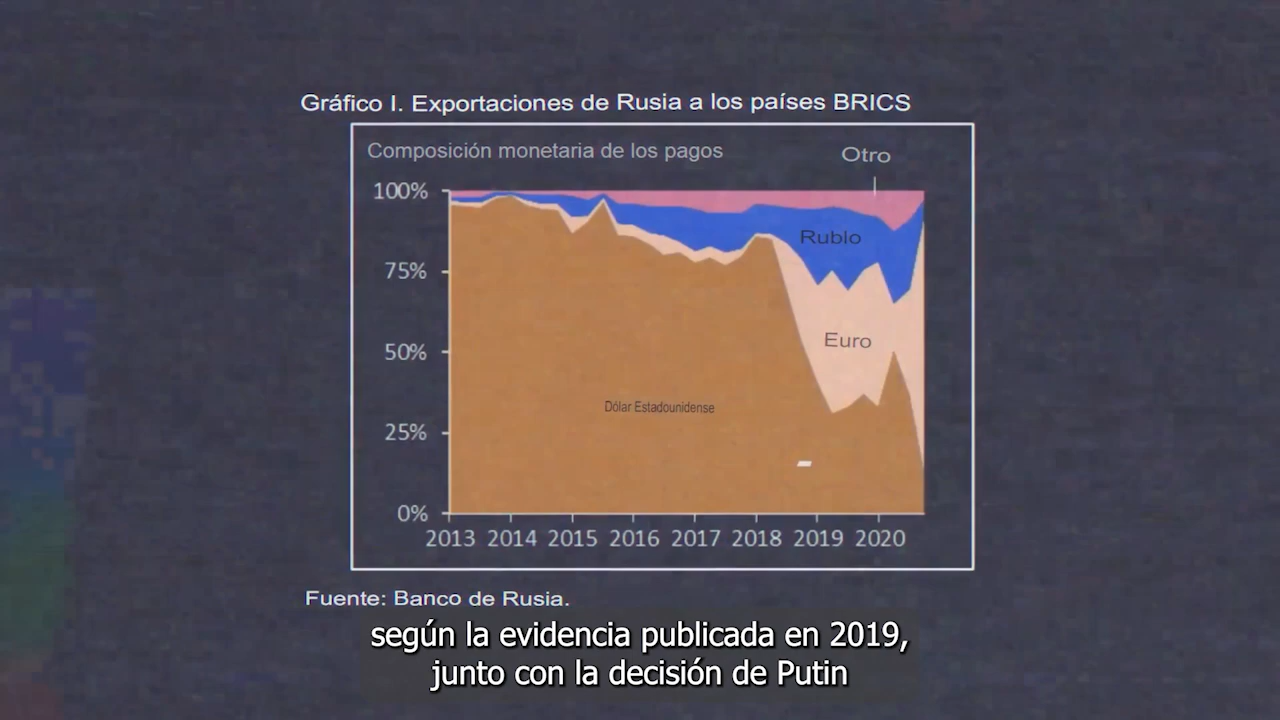 Gráfico I. Exportaciones de Rusia a los países BRICS
Composición monetaria de los pagos
Otro
100%
Rublo
75%
Euro
50%
Dólar Estadounidense
25%
0%
2013 2014 2015 2016 2017 2018 2019 2020
Fuente: Banco de Rusia.
según la evidencia publicada en 2019,
junto con la decisión de Putin